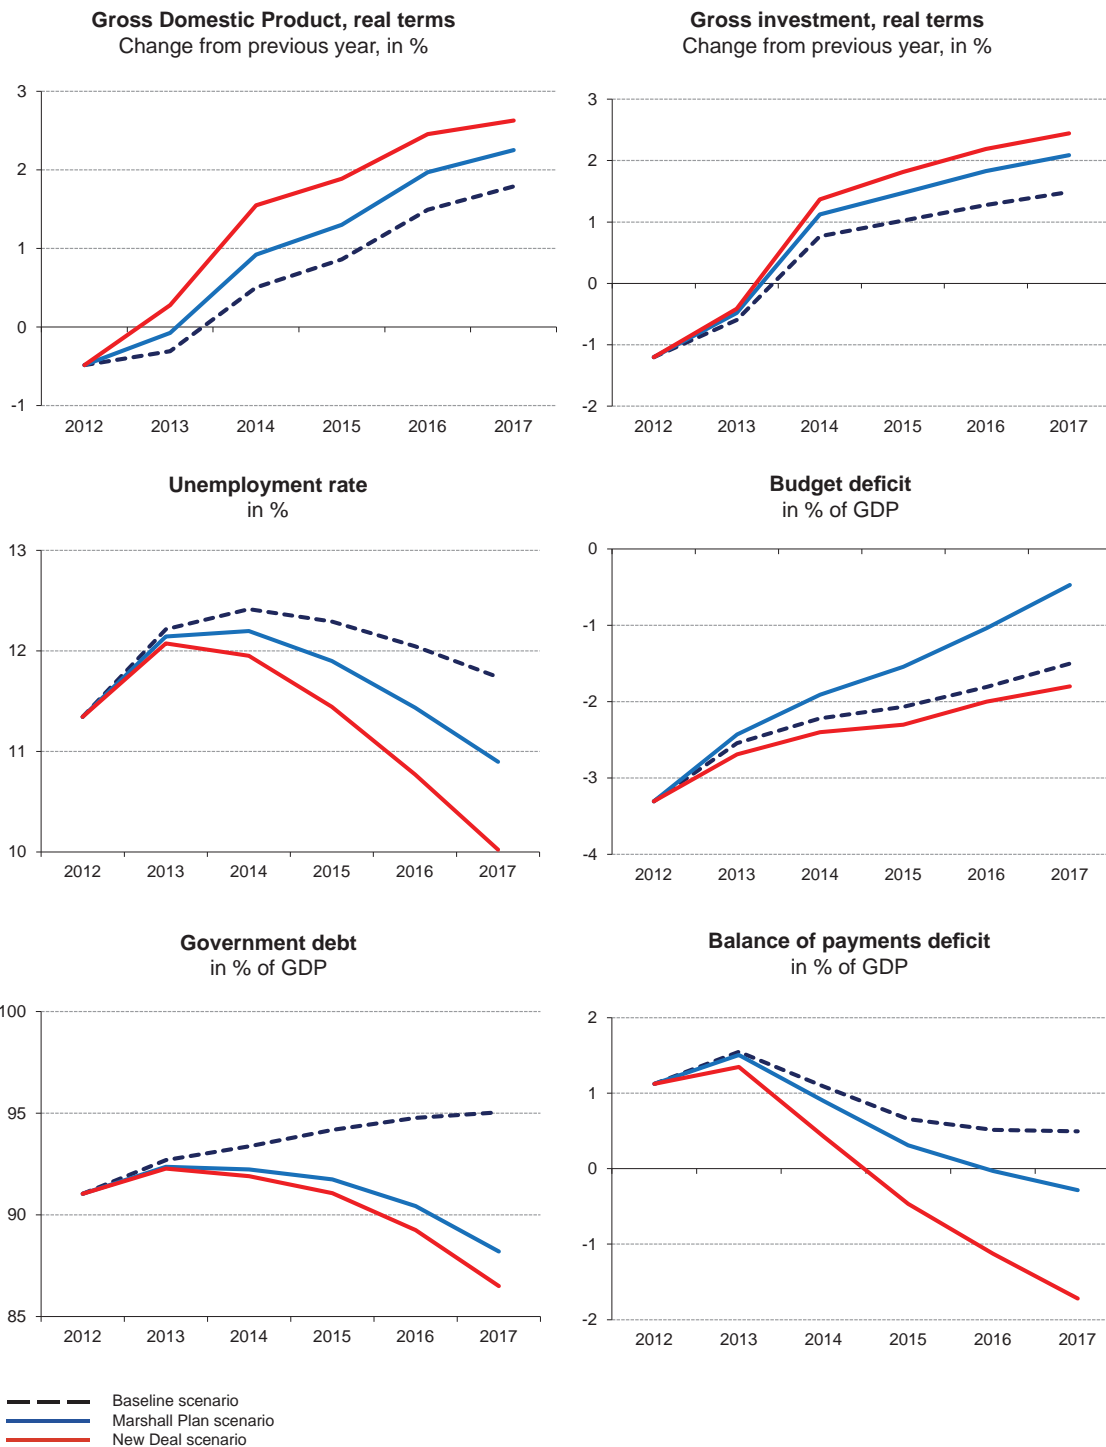 Gross Domestic Product, real terms
Change from previous year, in %
3
2
1
0
-1
2012 2013 2014 2015 2016 2017
Gross investment, real terms
Change from previous year, in %
3
2
1
0
-1
-2
2012 2013 2014 2015 2016 2017
Unemployment rate
in %
13
12
11
10
2012 2013 2014 2015 2016 2017
Budget deficit
in % of GDP
0
-1
-2
-3
-4
2012 2013 2014 2015 2016 2017
Government debt
in % of GDP
100
95
90
85
2012 2013 2014 2015 2016 2017
Balance of payments deficit
in % of GDP
2
1
0
-1
-2
2012 2013 2014 2015 2016 2017
Baseline scenario
Marshall Plan scenario
New Deal scenario